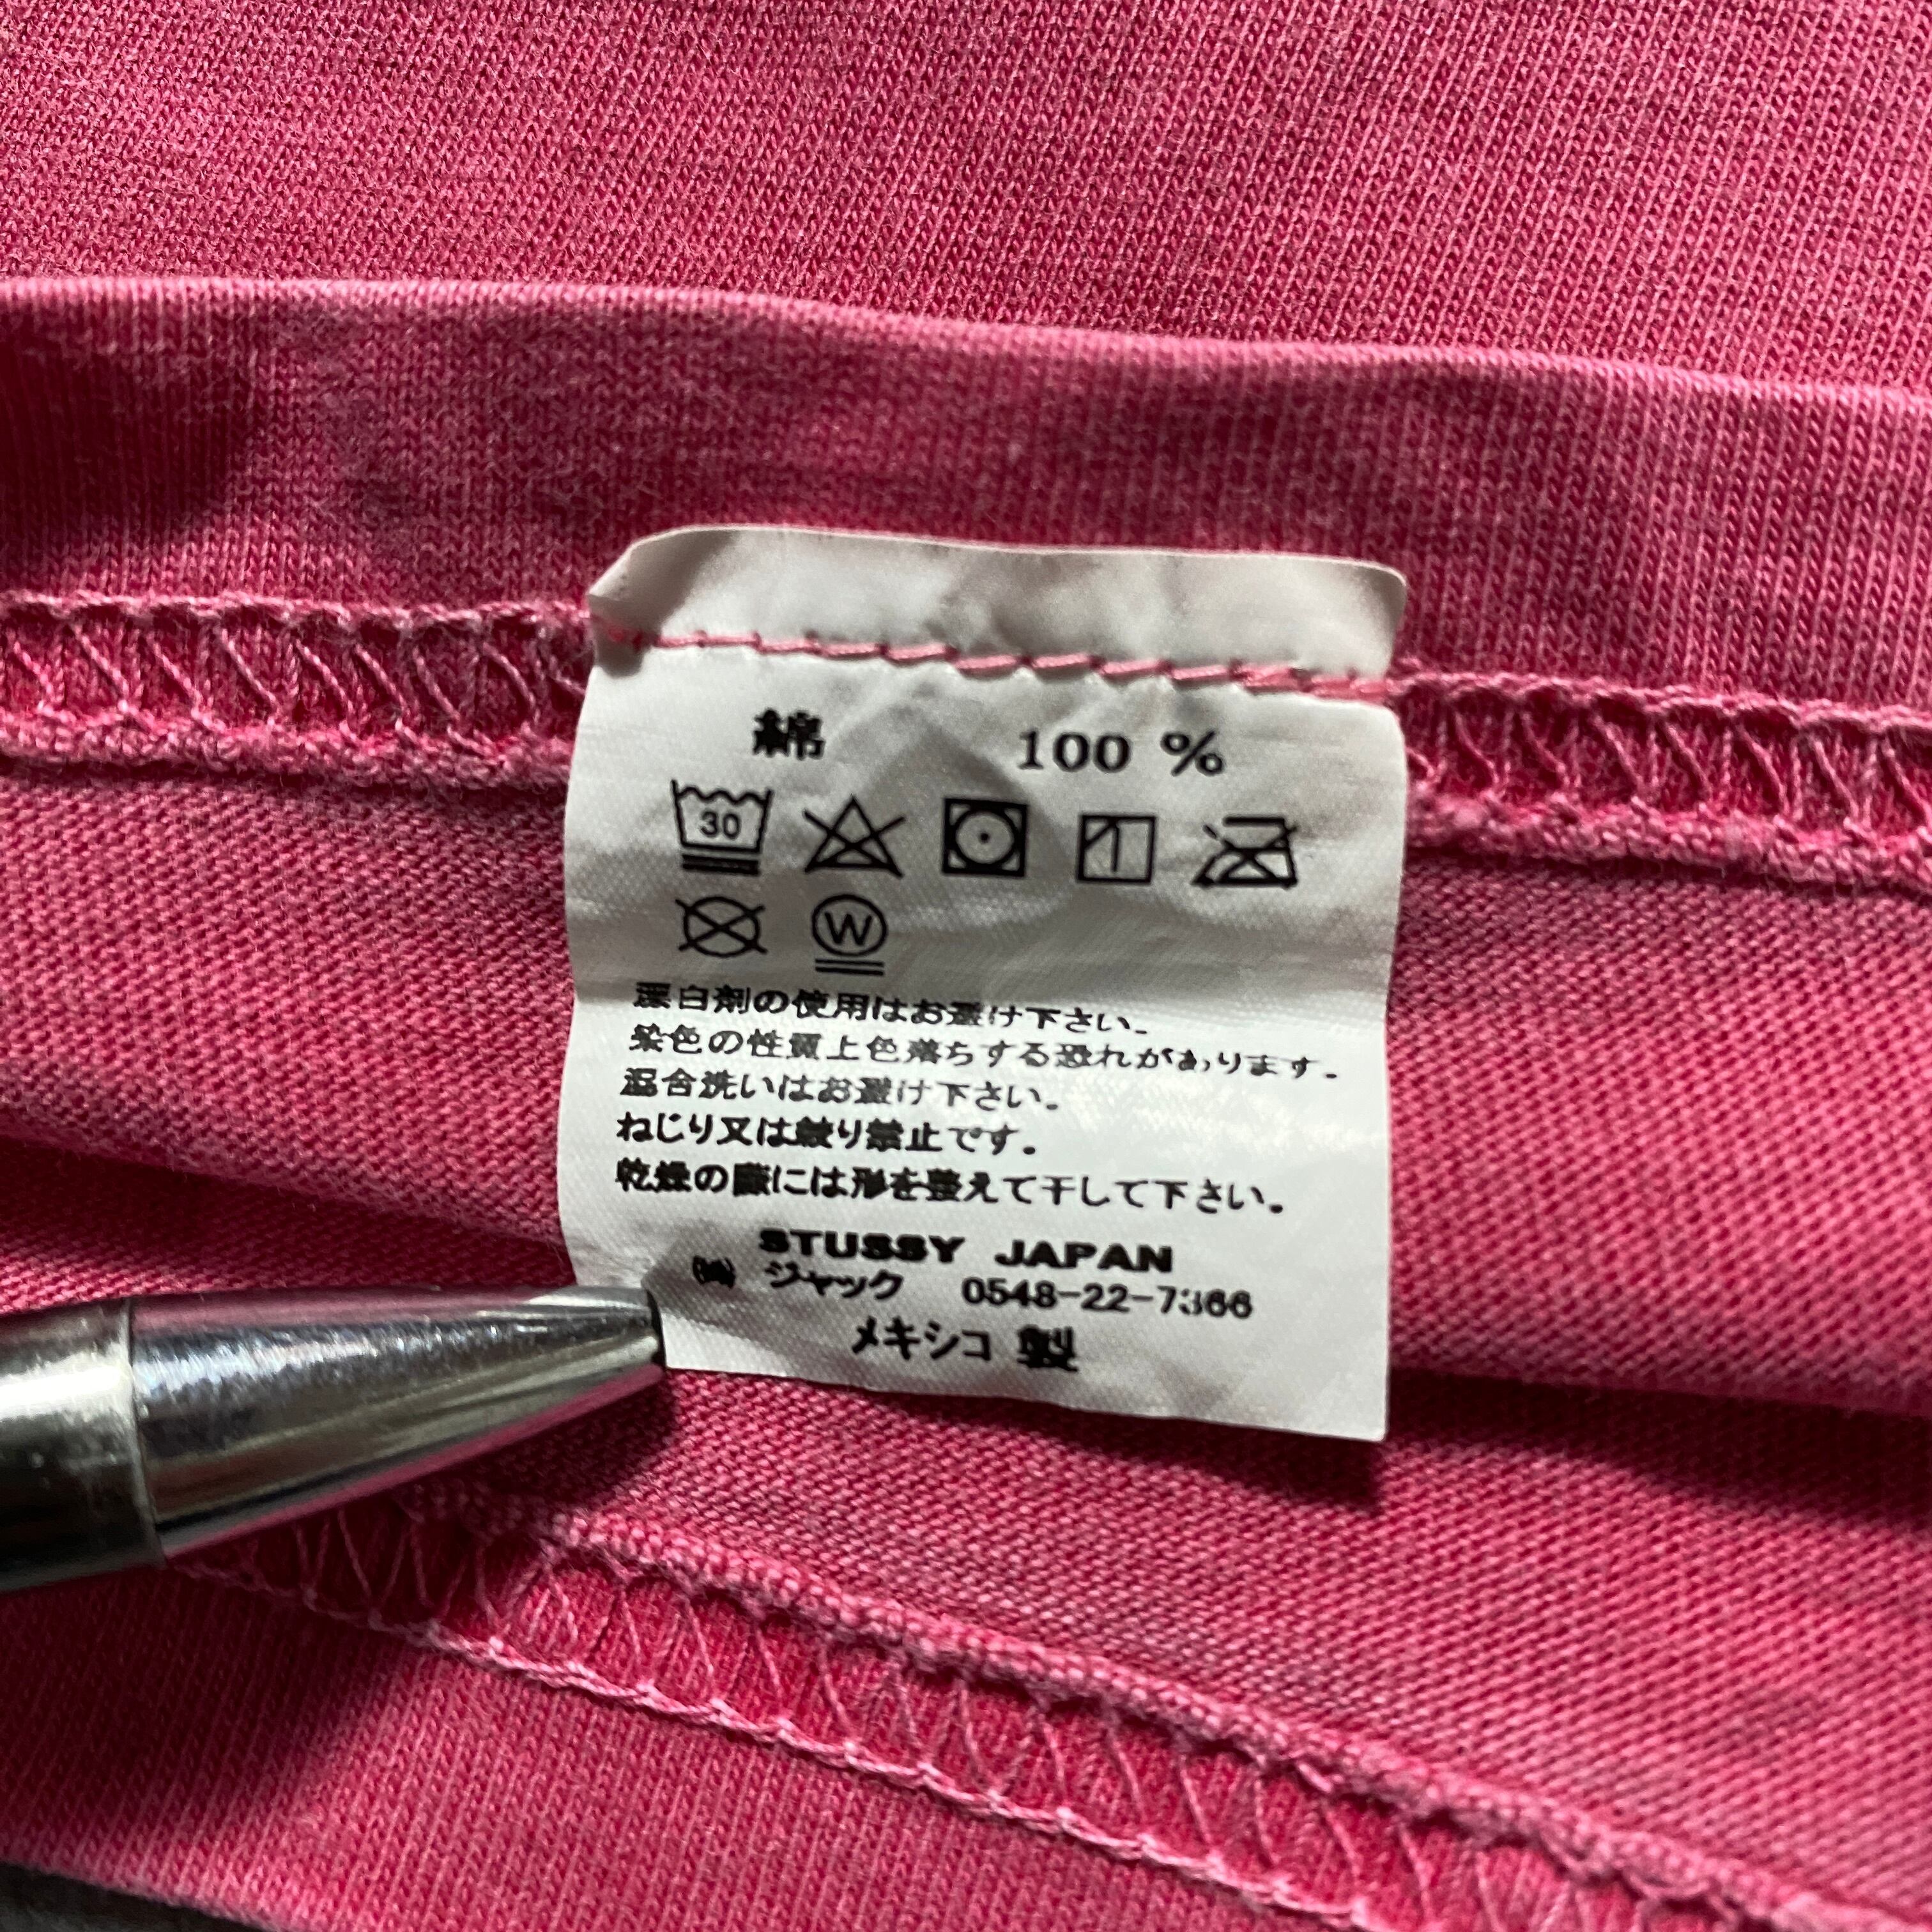 綿 100 %
30
W
漂白剤の使用はお避け下さい。
染色の性質上色落ちする恐れがあります。
混合洗いはお避け下さい。
ねじり又は絞り禁止です。
乾燥の際には形を整えて干して下さい。
STUSSY JAPAN
㈲ ジャック 0548-22-7366
メキシコ 製